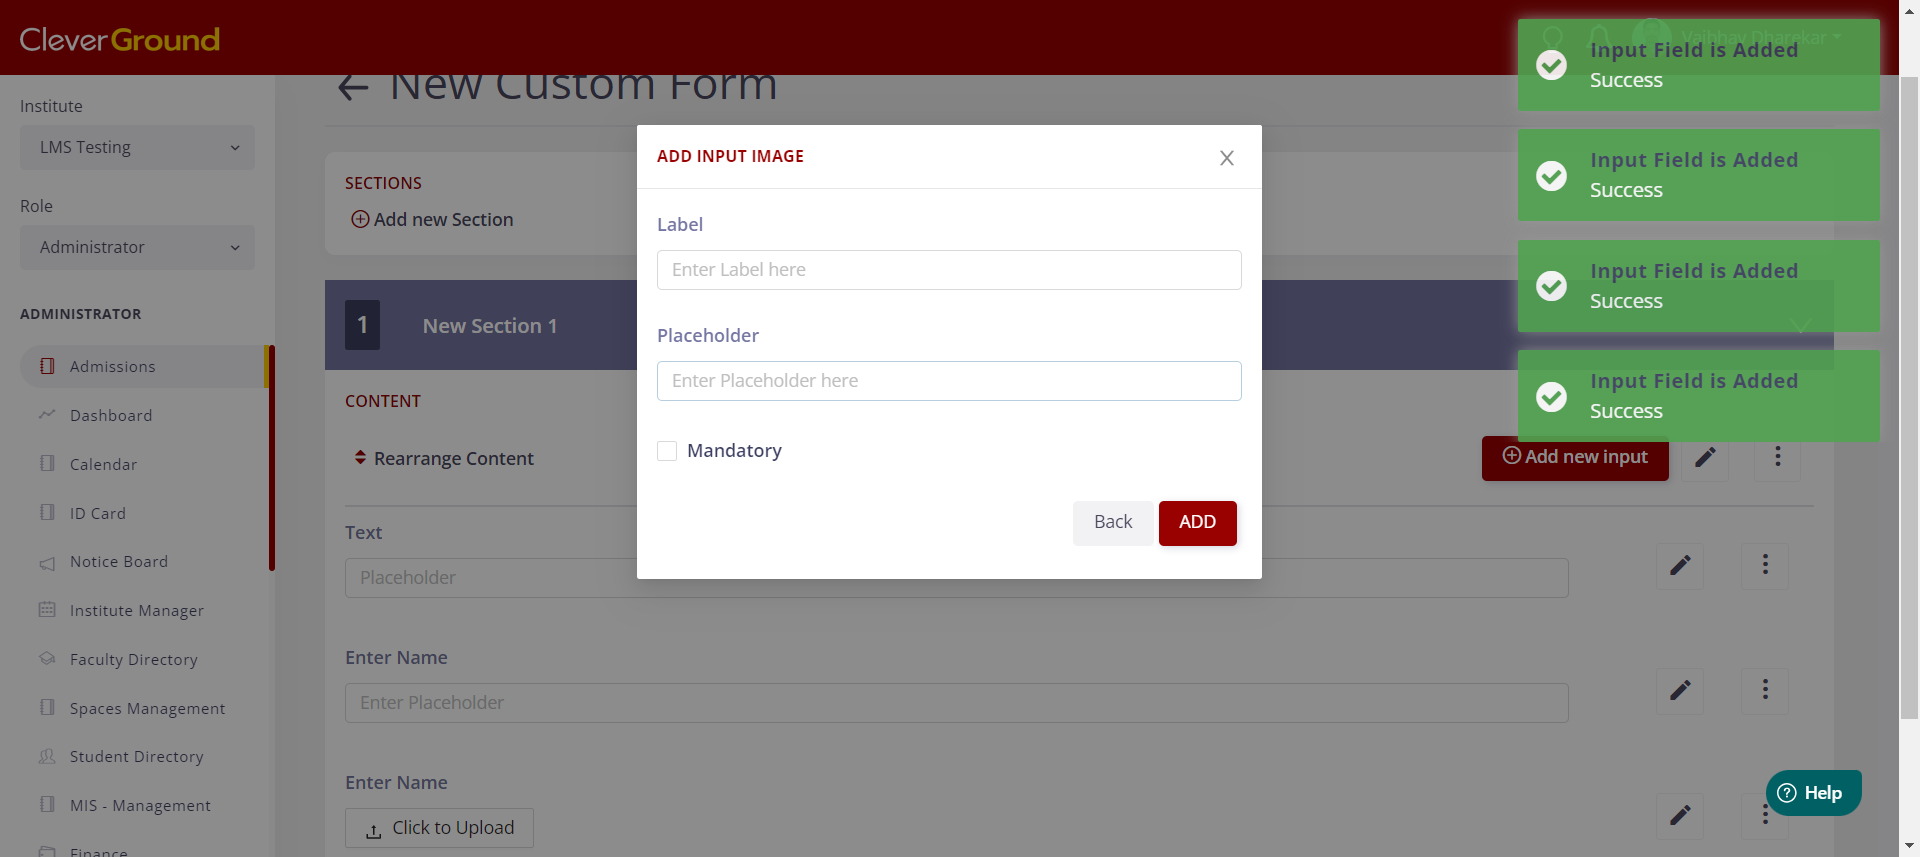 CleverGround
Vaibhav Dharekar
Institute
LMS Testing
Role
Administrator
ADMINISTRATOR
Admissions
Dashboard
Calendar
ID Card
Notice Board
Institute Manager
Faculty Directory
Spaces Management
Student Directory
MIS - Management
Finance
New Custom Form
SECTIONS
Add new Section
1
New Section 1
CONTENT
Rearrange Content
Add new input
Text
Placeholder
Enter Name
Enter Placeholder
Enter Name
Click to Upload
ADD INPUT IMAGE
Label
Enter Label here
Placeholder
Enter Placeholder here
Mandatory
Back
ADD
Input Field is Added
Success
Input Field is Added
Success
Input Field is Added
Success
Input Field is Added
Success
Help